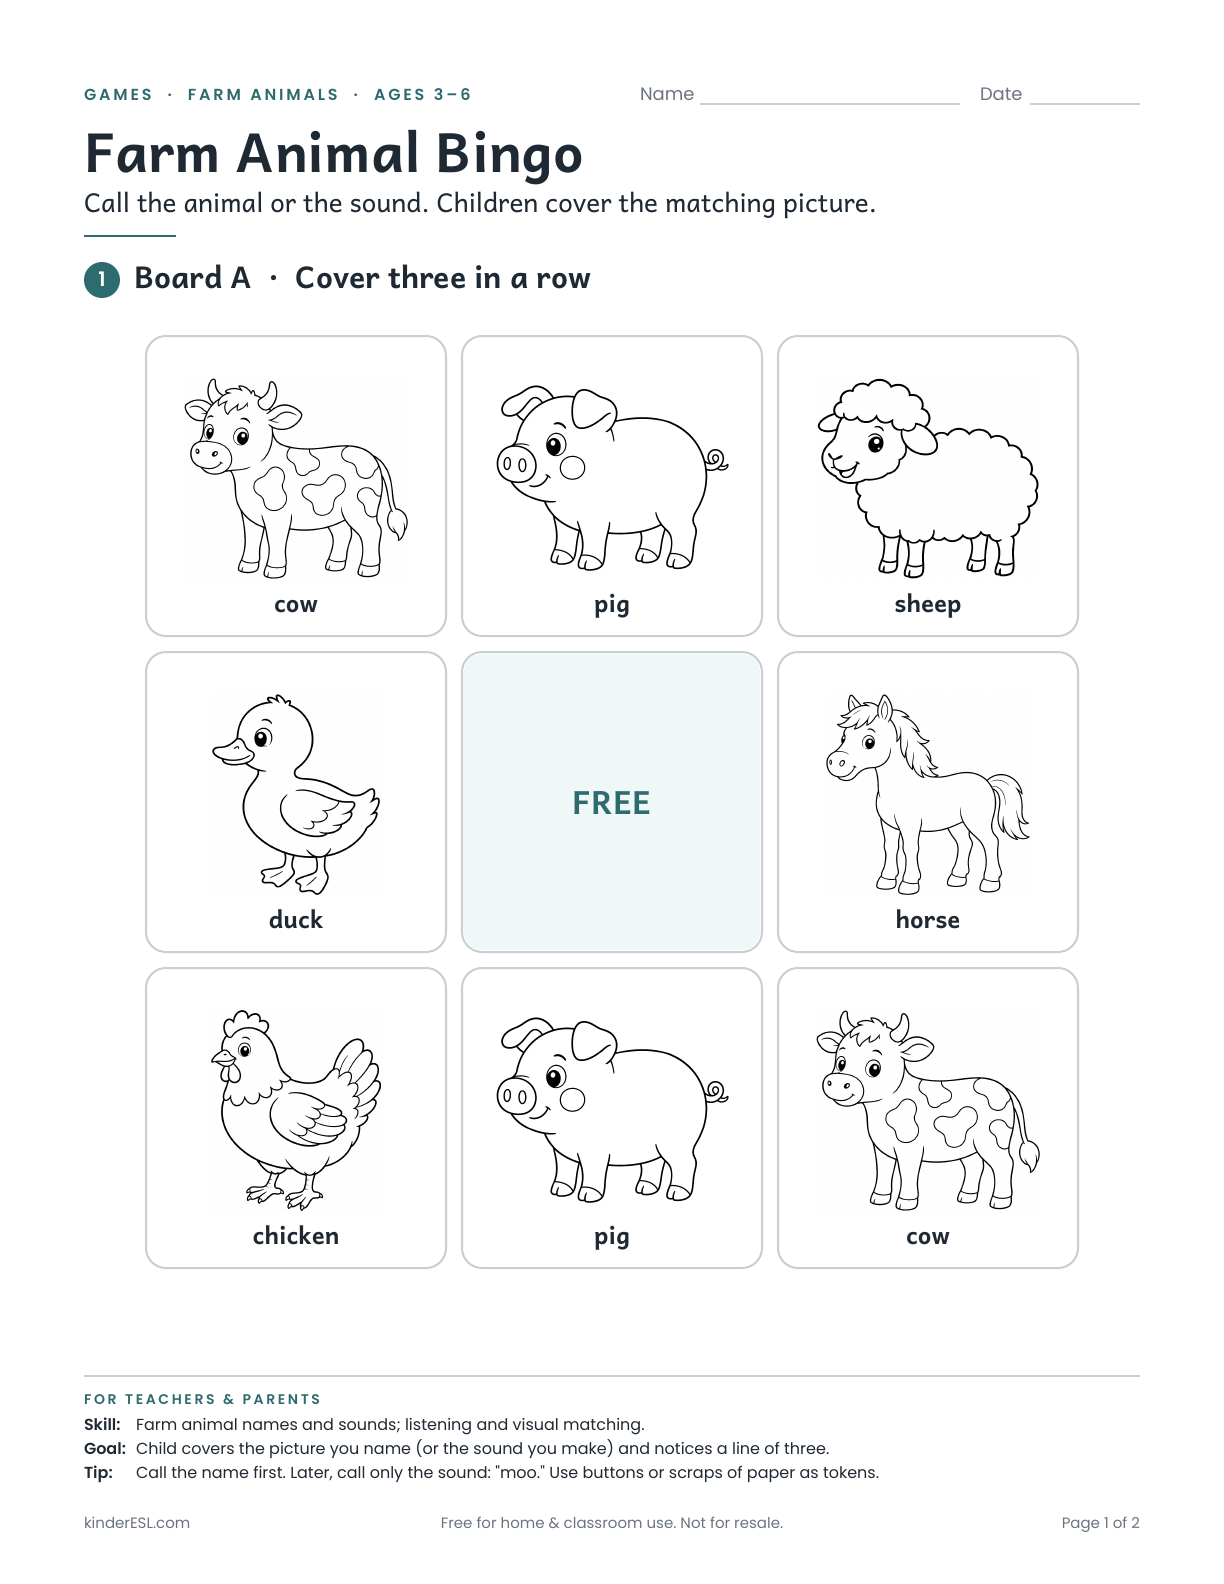 GAMES · FARM ANIMALS · AGES 3–6
Name Date
Farm Animal Bingo
Call the animal or the sound. Children cover the matching picture.
1 Board A · Cover three in a row
cow pig sheep
duck FREE horse
chicken pig cow
FOR TEACHERS & PARENTS
Skill: Farm animal names and sounds; listening and visual matching.
Goal: Child covers the picture you name (or the sound you make) and notices a line of three.
Tip: Call the name first. Later, call only the sound: "moo." Use buttons or scraps of paper as tokens.
kinderESL.com Free for home & classroom use. Not for resale. Page 1 of 2